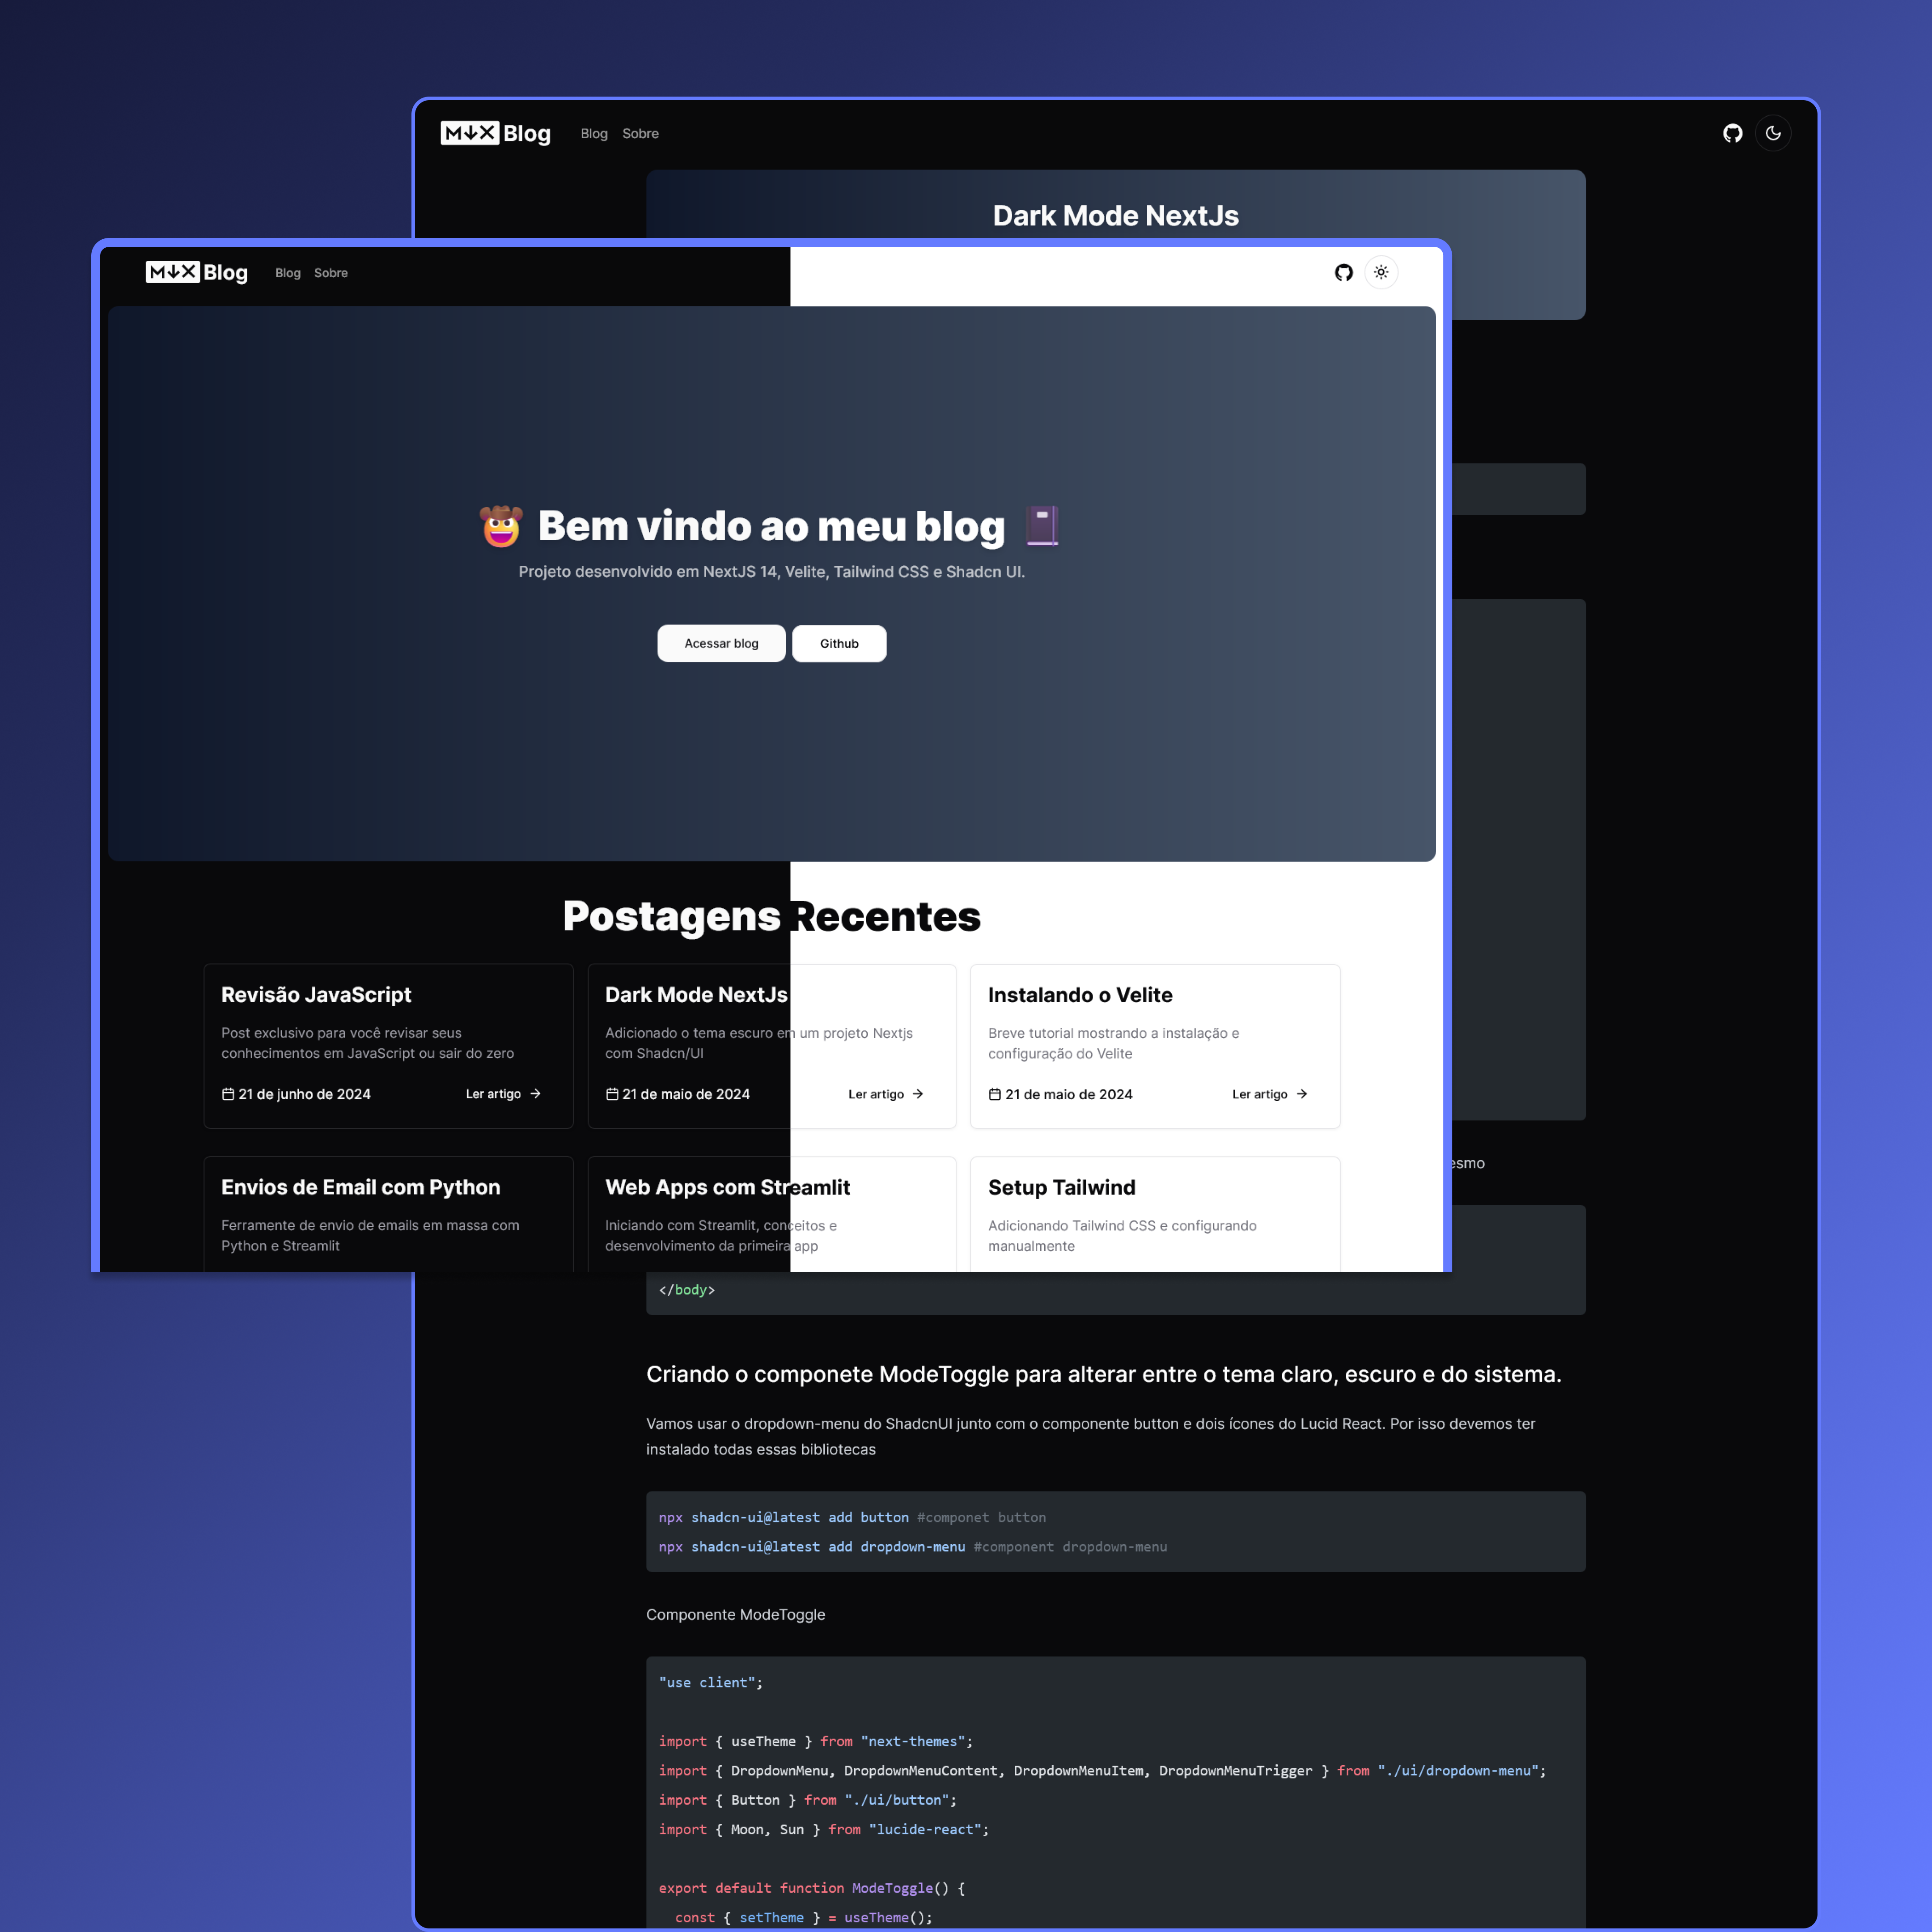 M↓X Blog Blog Sobre
Dark Mode NextJs
M↓X Blog Blog Sobre
Bem vindo ao meu blog
Projeto desenvolvido em NextJS 14, Velite, Tailwind CSS e Shadcn UI.
Acessar blog Github
Postagens Recentes
Revisão JavaScript
Post exclusivo para você revisar seus
conhecimentos em JavaScript ou sair do zero
21 de junho de 2024 Ler artigo →
Dark Mode NextJs
Adicionado o tema escuro em um projeto Nextjs
com Shadcn/UI
21 de maio de 2024 Ler artigo →
Instalando o Velite
Breve tutorial mostrando a instalação e
configuração do Velite
21 de maio de 2024 Ler artigo →
Envios de Email com Python
Ferramente de envio de emails em massa com
Python e Streamlit
Web Apps com Streamlit
Iniciando com Streamlit, conceitos e
desenvolvimento da primeira app
Setup Tailwind
Adicionando Tailwind CSS e configurando
manualmente
esmo
</body>
Criando o componete ModeToggle para alterar entre o tema claro, escuro e do sistema.
Vamos usar o dropdown-menu do ShadcnUI junto com o componente button e dois ícones do Lucid React. Por isso devemos ter
instalado todas essas bibliotecas
npx shadcn-ui@latest add button #componet button
npx shadcn-ui@latest add dropdown-menu #component dropdown-menu
Componente ModeToggle
"use client";
import { useTheme } from "next-themes";
import { DropdownMenu, DropdownMenuContent, DropdownMenuItem, DropdownMenuTrigger } from "./ui/dropdown-menu";
import { Button } from "./ui/button";
import { Moon, Sun } from "lucide-react";
export default function ModeToggle() {
const { setTheme } = useTheme();